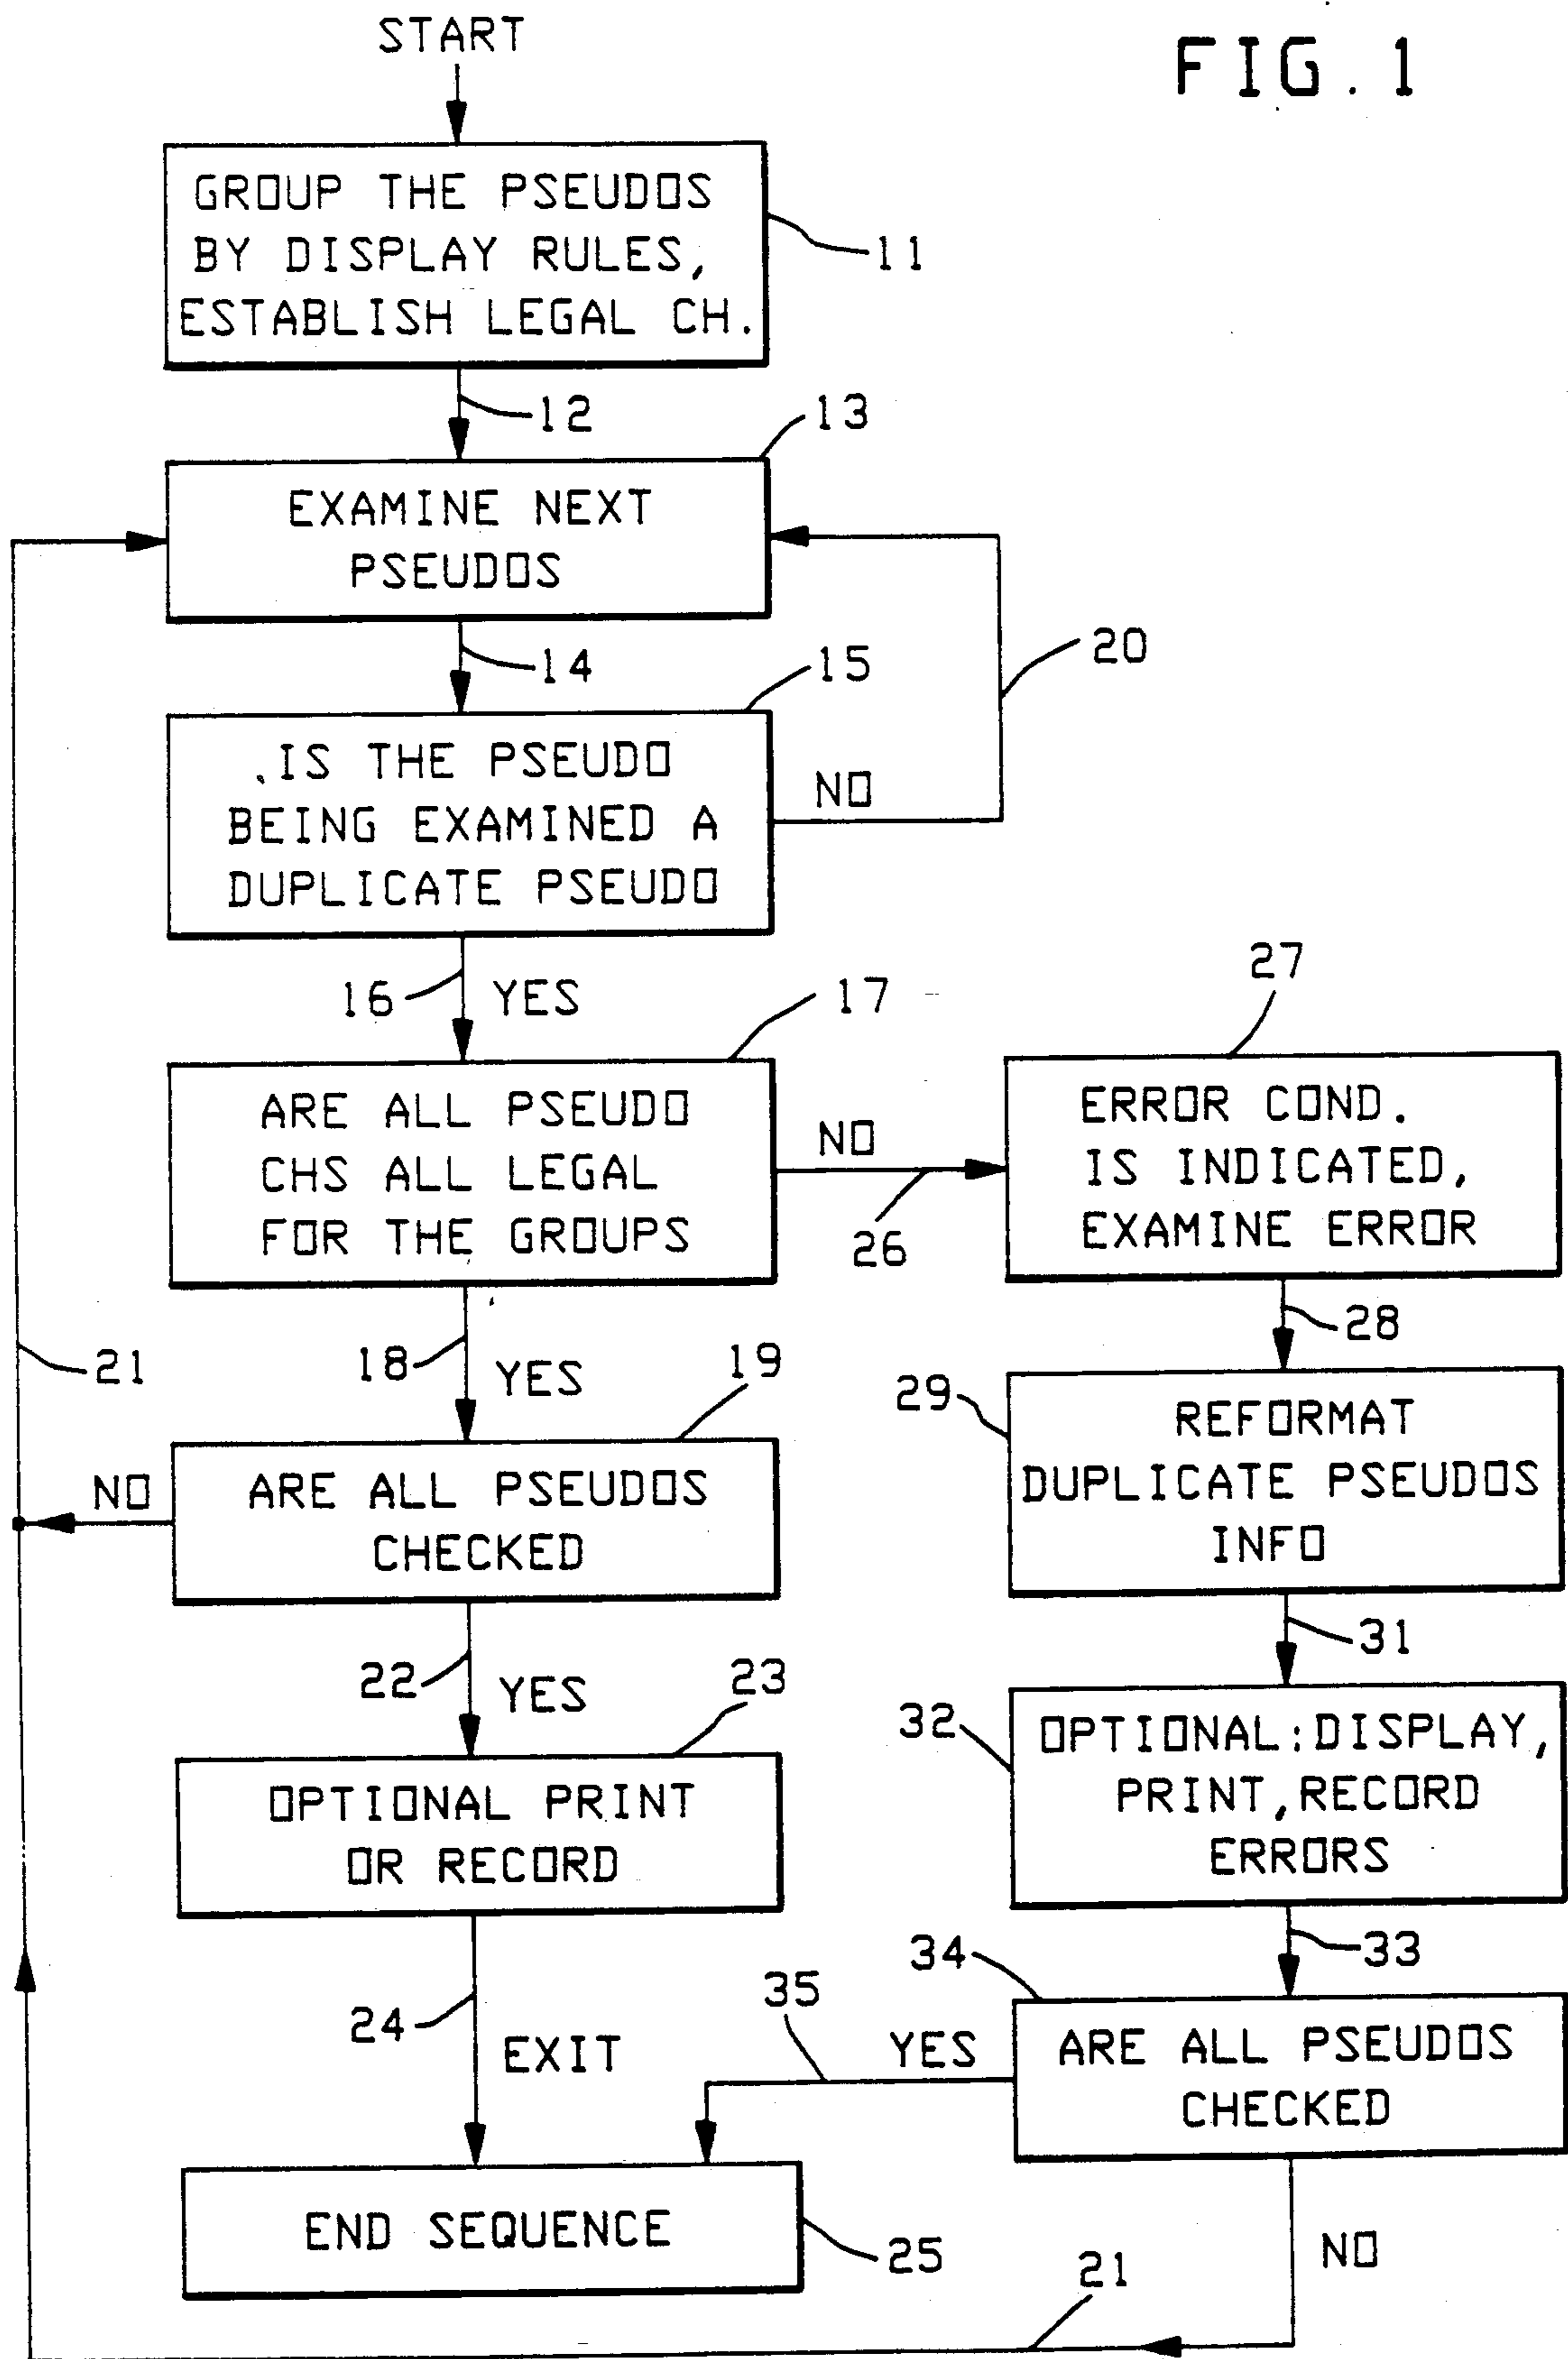 START
FIG. 1
GROUP THE PSEUDOS
BY DISPLAY RULES,
ESTABLISH LEGAL CH.
11
12
13
EXAMINE NEXT
PSEUDOS
14
15
20
.IS THE PSEUDO
BEING EXAMINED A
DUPLICATE PSEUDO
NO
16
YES
17
27
ARE ALL PSEUDO
CHS ALL LEGAL
FOR THE GROUPS
NO
26
ERROR COND.
IS INDICATED,
EXAMINE ERROR
28
21
18
YES
19
29
REFORMAT
DUPLICATE PSEUDOS
INFO
NO
ARE ALL PSEUDOS
CHECKED
31
22
YES
23
32
OPTIONAL:DISPLAY,
PRINT,RECORD
ERRORS
OPTIONAL PRINT
OR RECORD
33
34
24
EXIT
35
YES
ARE ALL PSEUDOS
CHECKED
END SEQUENCE
25
NO
21